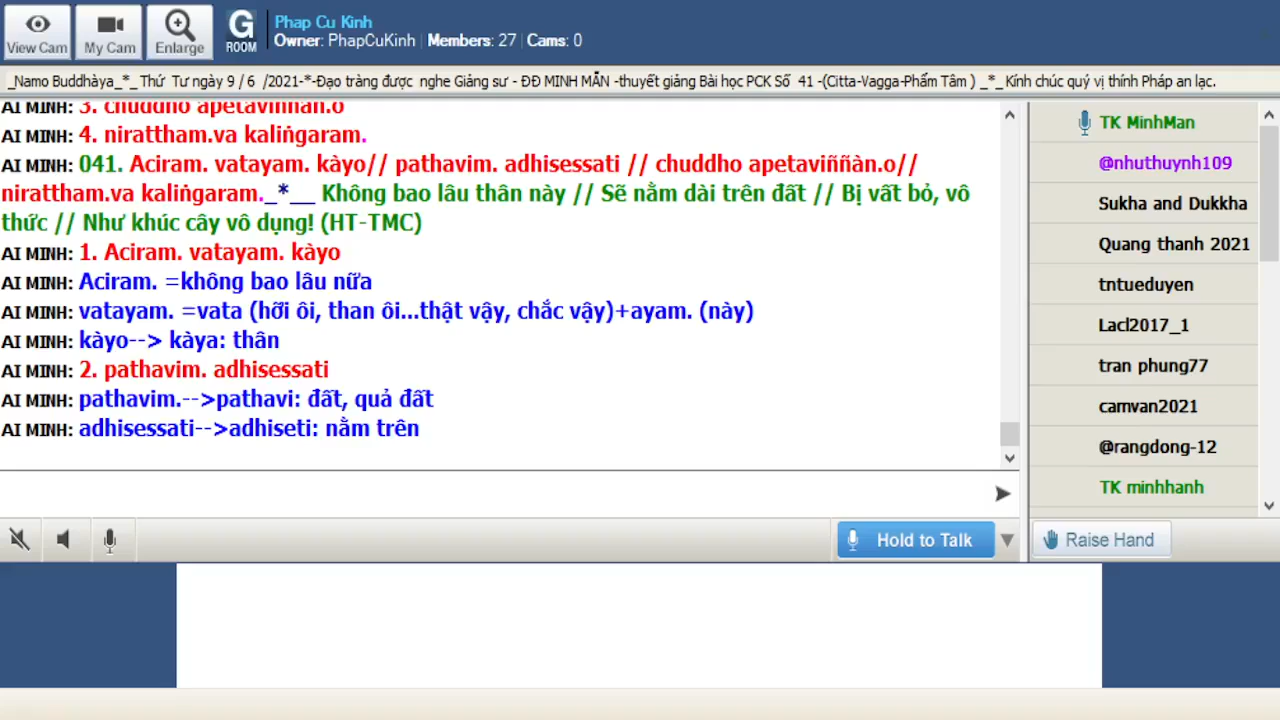 View Cam
My Cam
Enlarge
G
ROOM
Phap Cu Kinh
Owner: PhapCuKinh | Members: 27 | Cams: 0
_Namo Buddhàya_*_Thứ Tư ngày 9 / 6 /2021-*-Đạo tràng được nghe Giảng sư - ĐĐ MINH MẪN -thuyết giảng Bài học PCK Số 41 -(Citta-Vagga-Phẩm Tâm ) _*_Kính chúc quý vị thính Pháp an lạc.
AI MINH: 3. chuddho apetaviññàn.o
AI MINH: 4. nirattham.va kaliṅgaram.
AI MINH: 041. Aciram. vatayam. kàyo// pathavim. adhisessati // chuddho apetaviññàn.o//
nirattham.va kaliṅgaram._*__ Không bao lâu thân này // Sẽ nằm dài trên đất // Bị vất bỏ, vô
thức // Như khúc cây vô dụng! (HT-TMC)
AI MINH: 1. Aciram. vatayam. kàyo
AI MINH: Aciram. =không bao lâu nữa
AI MINH: vatayam. =vata (hỡi ôi, than ôi...thật vậy, chắc vậy)+ayam. (này)
AI MINH: kàyo--> kàya: thân
AI MINH: 2. pathavim. adhisessati
AI MINH: pathavim.-->pathavi: đất, quả đất
AI MINH: adhisessati-->adhiseti: nằm trên
TK MinhMan
@nhuthuynh109
Sukha and Dukkha
Quang thanh 2021
tntueduyen
Lacl2017_1
tran phung77
camvan2021
@rangdong-12
TK minhhanh
Hold to Talk
Raise Hand